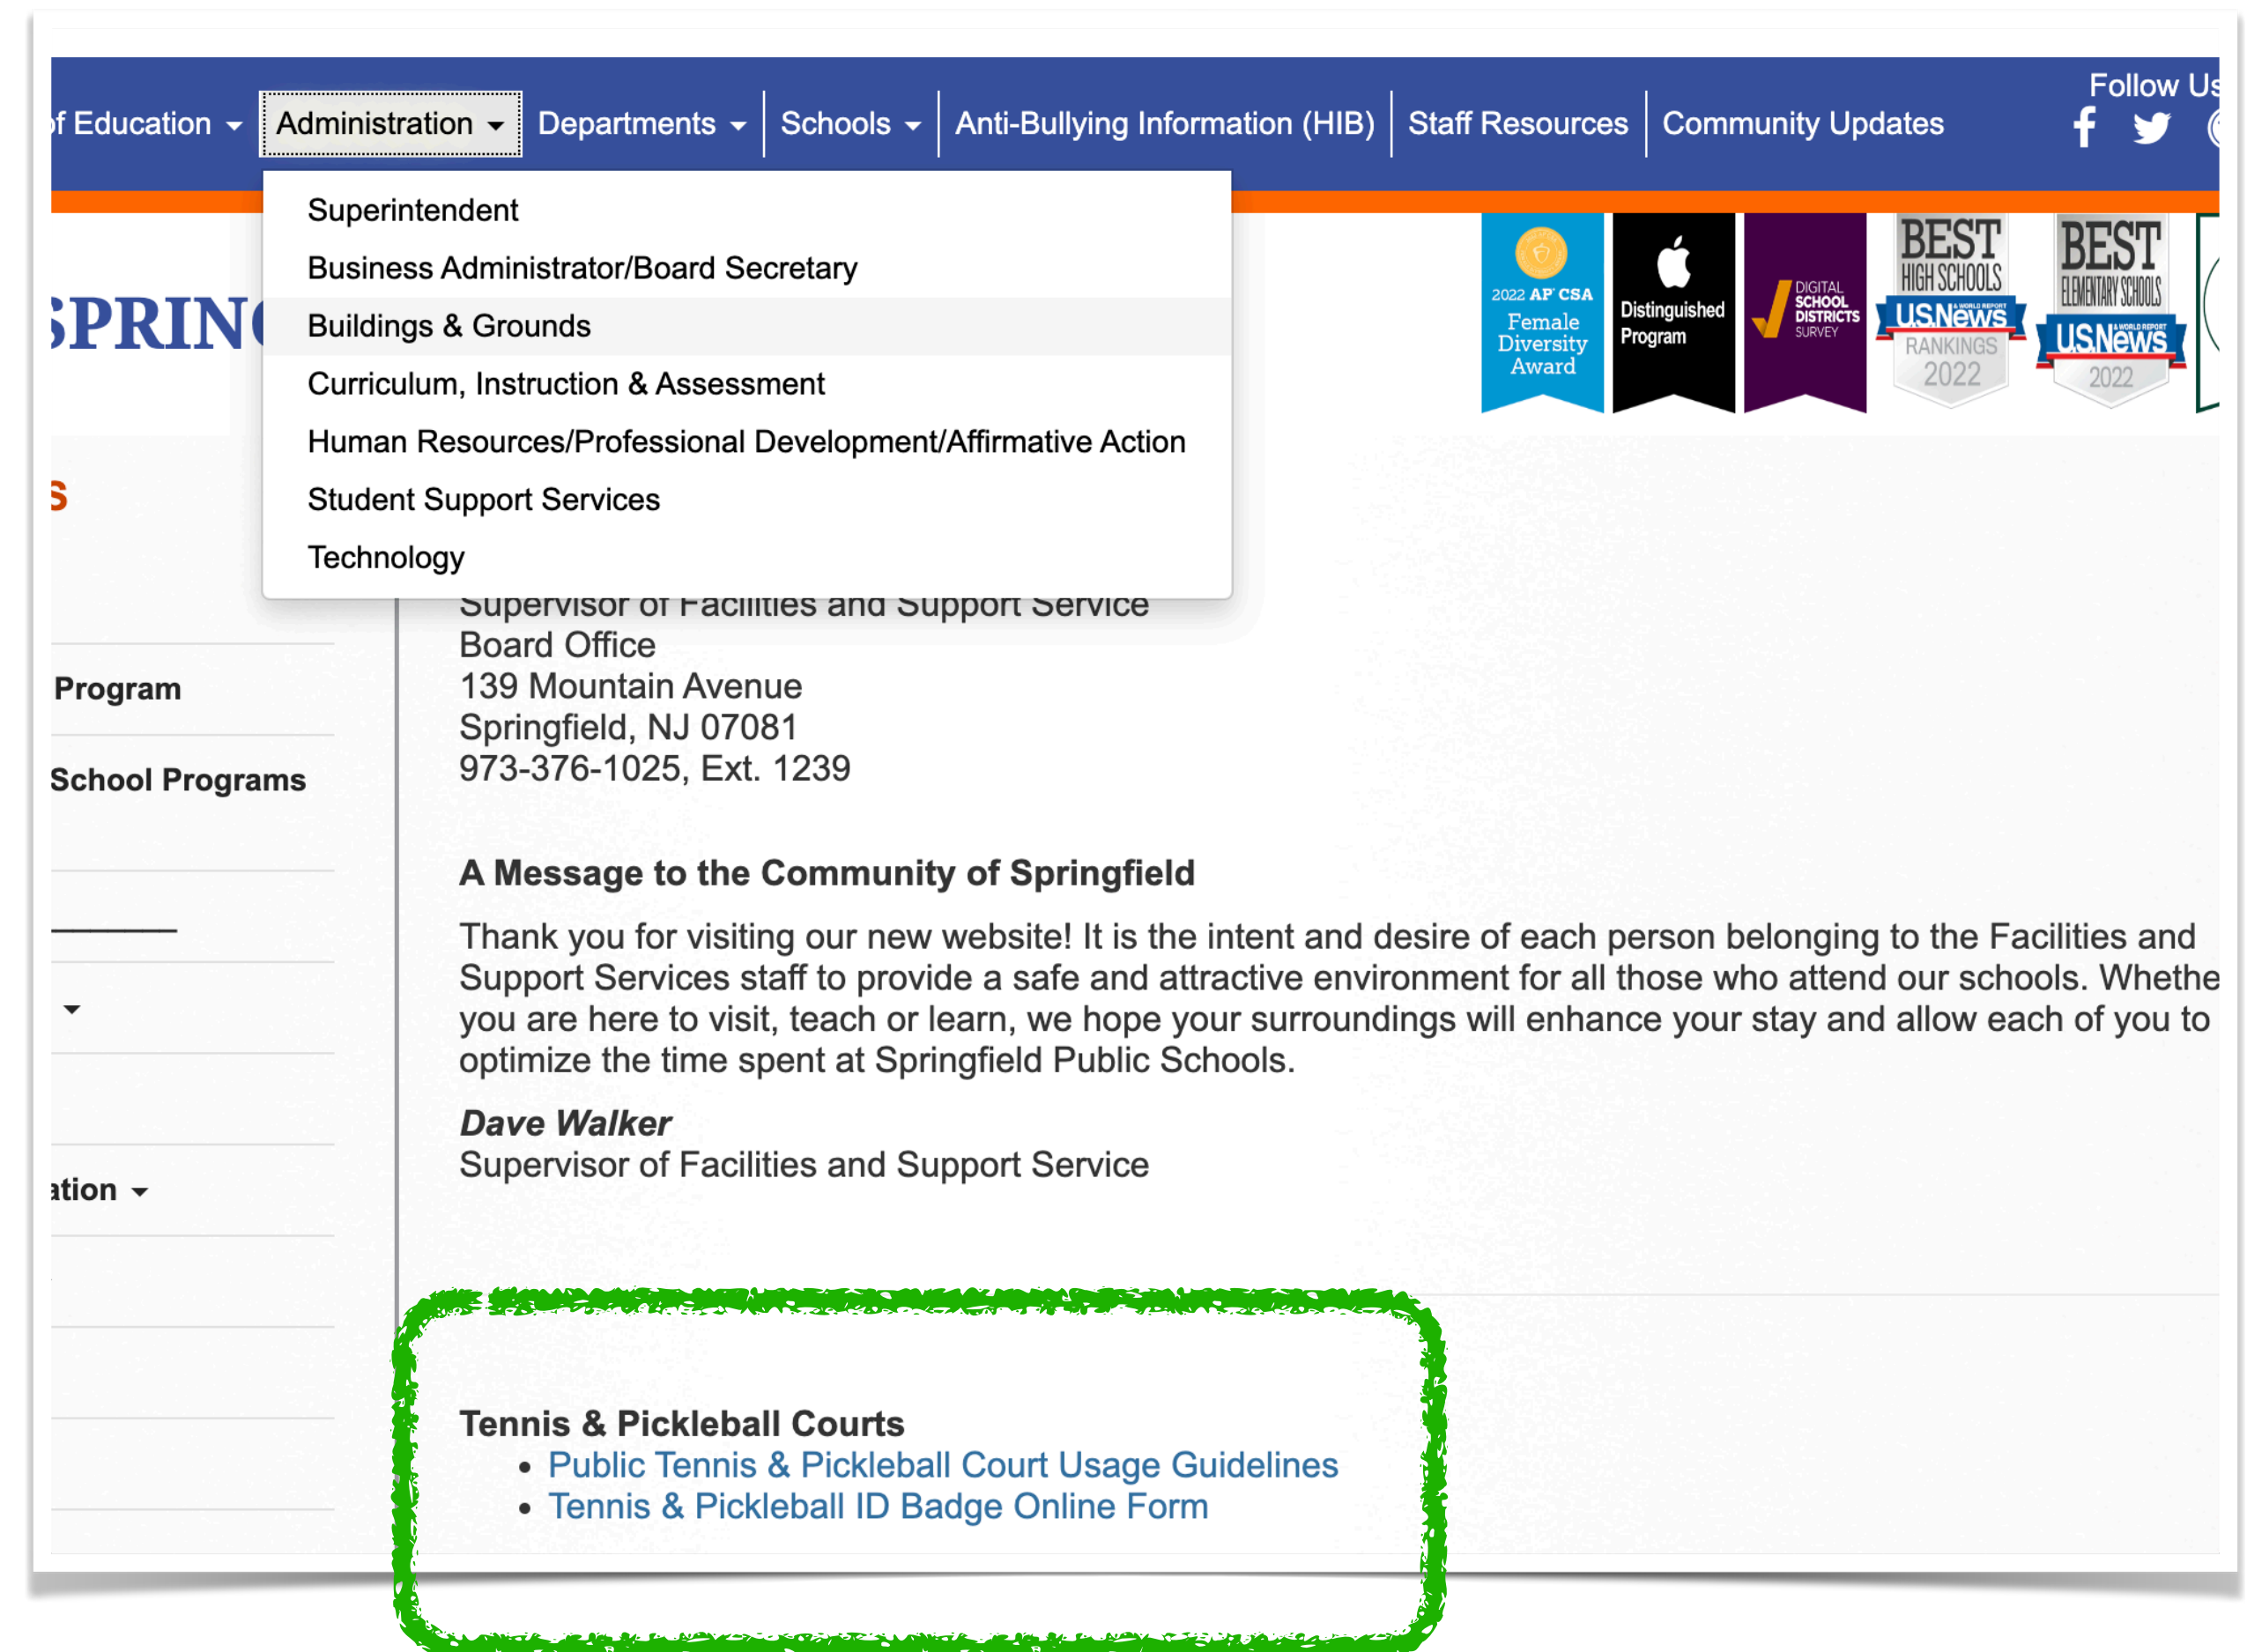 Follow Us
of Education
Administration
Departments
Schools
Anti-Bullying Information (HIB)
Staff Resources
Community Updates
Superintendent
Business Administrator/Board Secretary
Buildings & Grounds
Curriculum, Instruction & Assessment
Human Resources/Professional Development/Affirmative Action
Student Support Services
Technology
SPRING
2022 AP CSA
Female
Diversity
Award
Distinguished
Program
DIGITAL
SCHOOL
DISTRICTS
SURVEY
BEST
HIGH SCHOOLS
U.S.News
& WORLD REPORT
RANKINGS
2022
BEST
ELEMENTARY SCHOOLS
U.S.News
& WORLD REPORT
2022
S
Program
School Programs
ation
Supervisor of Facilities and Support Service
Board Office
139 Mountain Avenue
Springfield, NJ 07081
973-376-1025, Ext. 1239
A Message to the Community of Springfield
Thank you for visiting our new website! It is the intent and desire of each person belonging to the Facilities and
Support Services staff to provide a safe and attractive environment for all those who attend our schools. Whethe
you are here to visit, teach or learn, we hope your surroundings will enhance your stay and allow each of you to
optimize the time spent at Springfield Public Schools.
Dave Walker
Supervisor of Facilities and Support Service
Tennis & Pickleball Courts
• Public Tennis & Pickleball Court Usage Guidelines
• Tennis & Pickleball ID Badge Online Form